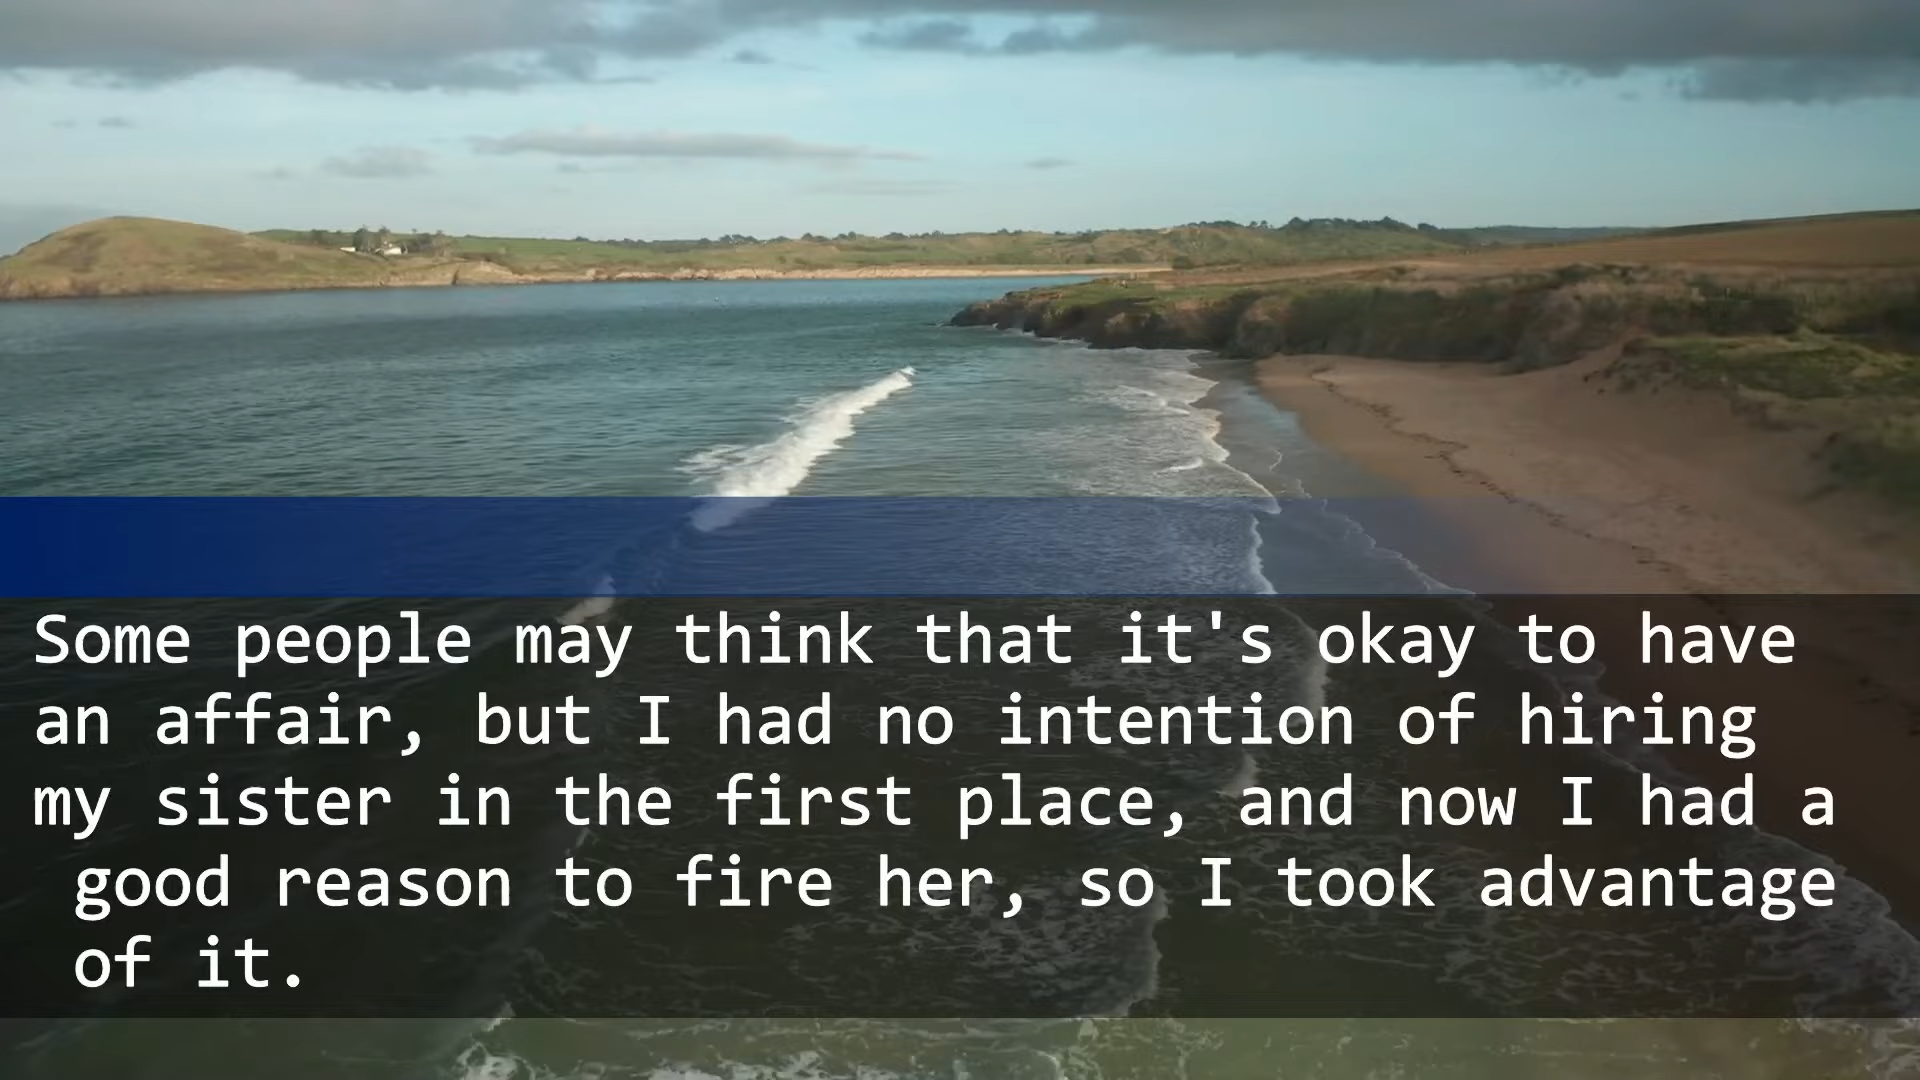 Some people may think that it's okay to have
an affair, but I had no intention of hiring
my sister in the first place, and now I had a
good reason to fire her, so I took advantage
of it.